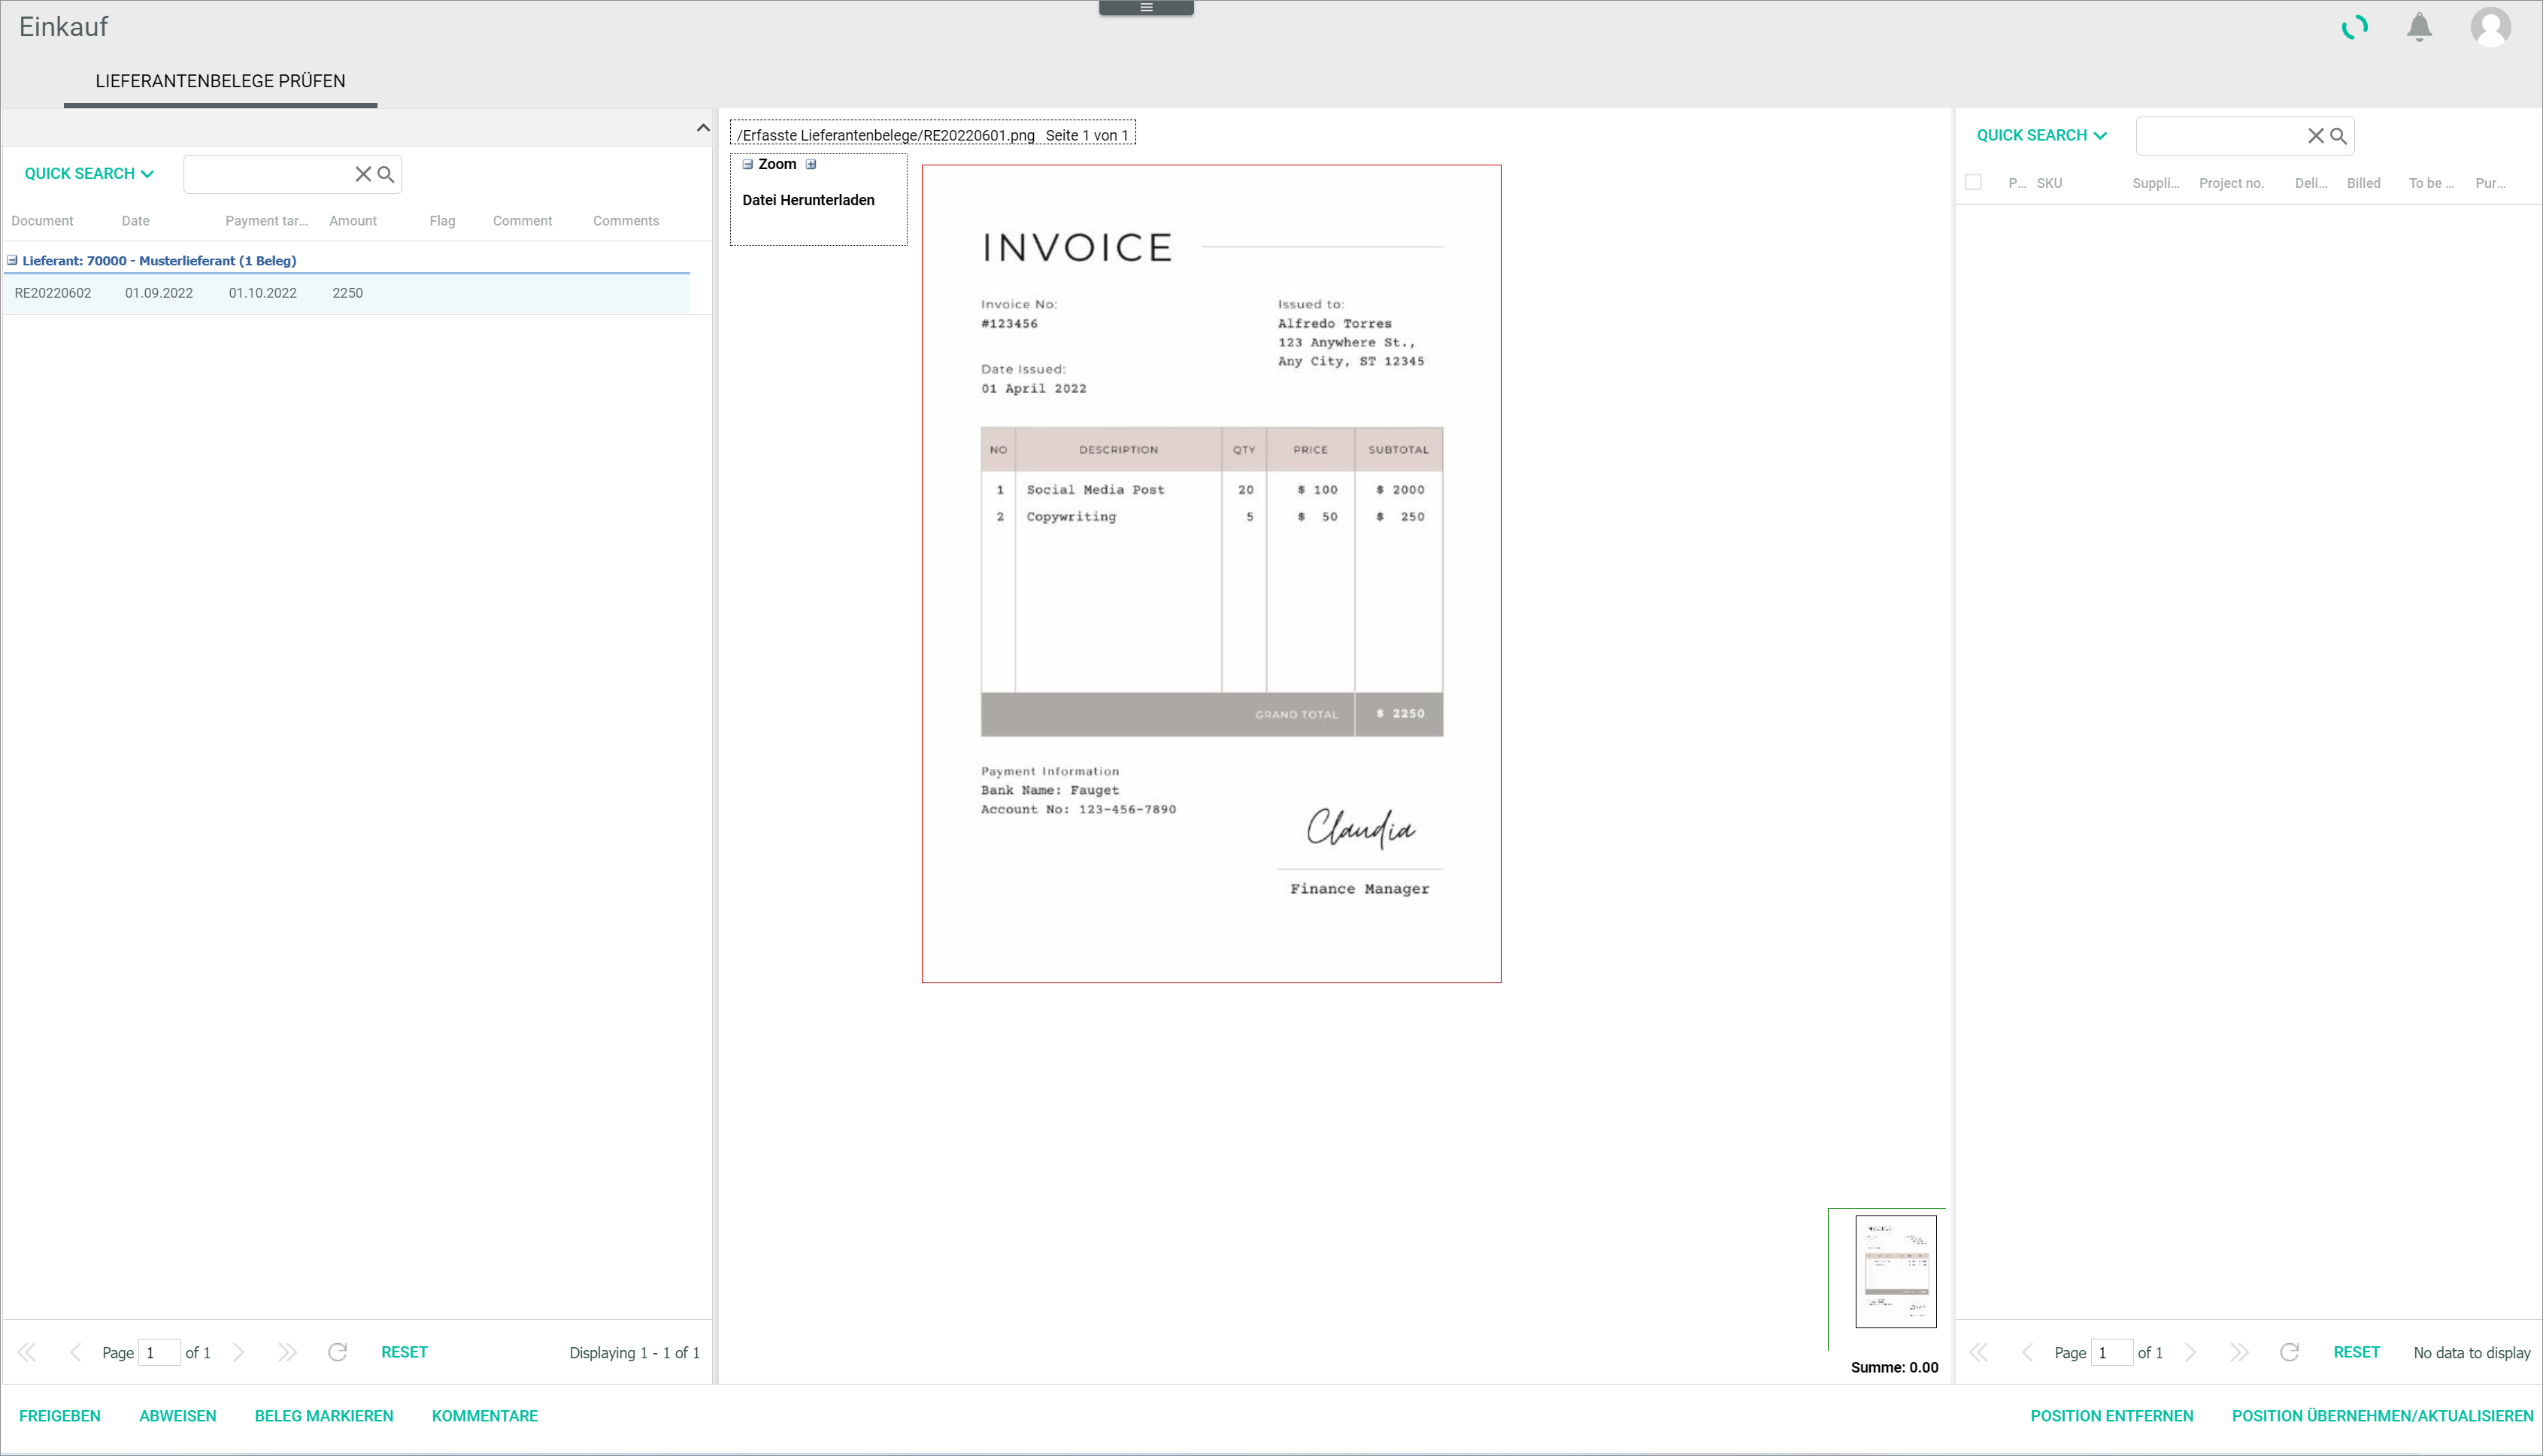 Einkauf
LIEFERANTENBELEGE PRÜFEN
QUICK SEARCH
Document Date Payment tar... Amount Flag Comment Comments
Lieferant: 70000 - Musterlieferant (1 Beleg)
RE20220602 01.09.2022 01.10.2022 2250
Page 1 of 1 RESET Displaying 1 - 1 of 1
/Erfasste Lieferantenbelege/RE20220601.png Seite 1 von 1
Zoom
Datei Herunterladen
INVOICE
Invoice No:
#123456
Issued to:
Alfredo Torres
123 Anywhere St.,
Any City, ST 12345
Date Issued:
01 April 2022
NO DESCRIPTION QTY PRICE SUBTOTAL
1 Social Media Post 20 $ 100 $ 2000
2 Copywriting 5 $ 50 $ 250
GRAND TOTAL $ 2250
Payment Information
Bank Name: Fauget
Account No: 123-456-7890
Claudia
Finance Manager
Summe: 0.00
QUICK SEARCH
P... SKU Suppli... Project no. Deli... Billed To be ... Pur...
Page 1 of 1 RESET No data to display
FREIGEBEN ABWEISEN BELEG MARKIEREN KOMMENTARE POSITION ENTFERNEN POSITION ÜBERNEHMEN/AKTUALISIEREN